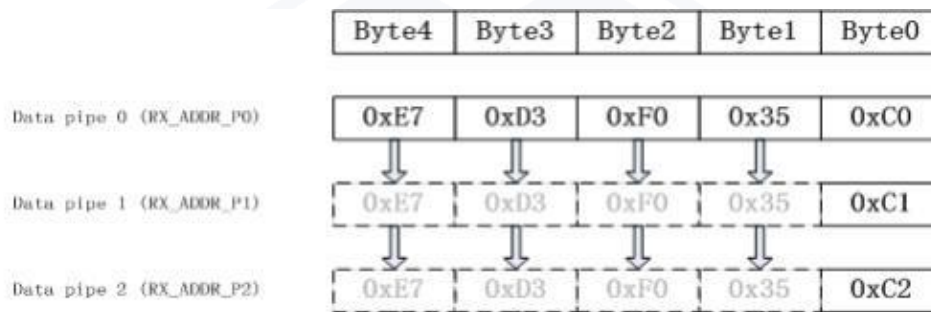 Byte4 Byte3 Byte2 Byte1 Byte0
Data pipe 0 (RX_ADDR_P0) 0xE7 0xD3 0xF0 0x35 0xC0
Data pipe 1 (RX_ADDR_P1) 0xE7 0xD3 0xF0 0x35 0xC1
Data pipe 2 (RX_ADDR_P2) 0xE7 0xD3 0xF0 0x35 0xC2